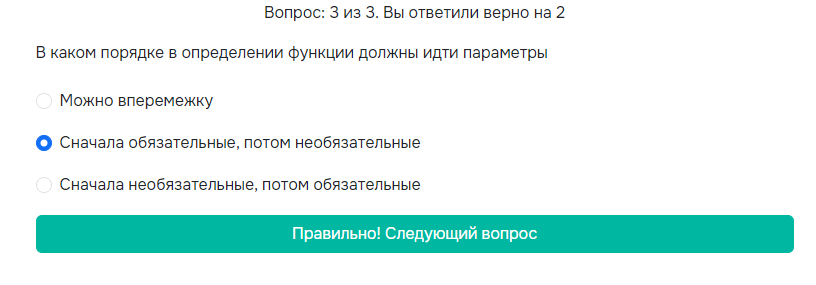 Вопрос: 3 из 3. Вы ответили верно на 2
В каком порядке в определении функции должны идти параметры
Можно вперемежку
Сначала обязательные, потом необязательные
Сначала необязательные, потом обязательные
Правильно! Следующий вопрос